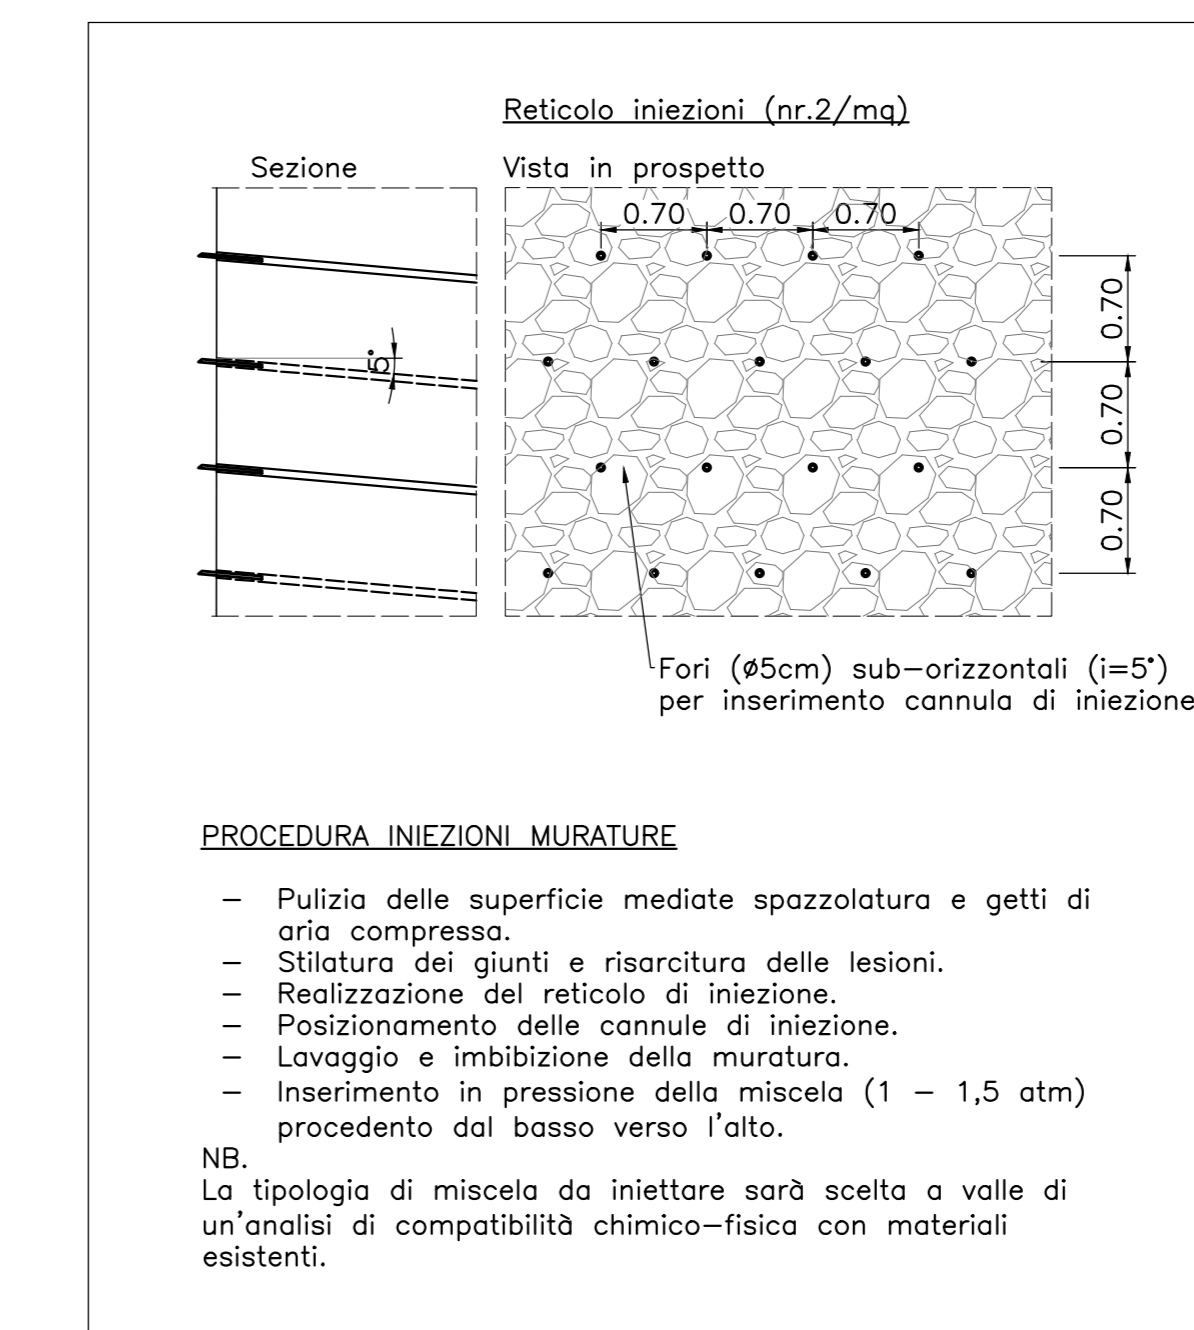 Reticolo iniezioni (nr.2/mq)
Sezione
Vista in prospetto
0.70 0.70 0.70
0.70
0.70
0.70
5°
Fori (ø5cm) sub-orizzontali (i=5°)
per inserimento cannula di iniezione
PROCEDURA INIEZIONI MURATURE
- Pulizia delle superficie mediate spazzolatura e getti di
aria compressa.
- Stilatura dei giunti e risarcitura delle lesioni.
- Realizzazione del reticolo di iniezione.
- Posizionamento delle cannule di iniezione.
- Lavaggio e imbibizione della muratura.
- Inserimento in pressione della miscela (1 - 1,5 atm)
procedento dal basso verso l'alto.
NB.
La tipologia di miscela da iniettare sarà scelta a valle di
un'analisi di compatibilità chimico-fisica con materiali
esistenti.